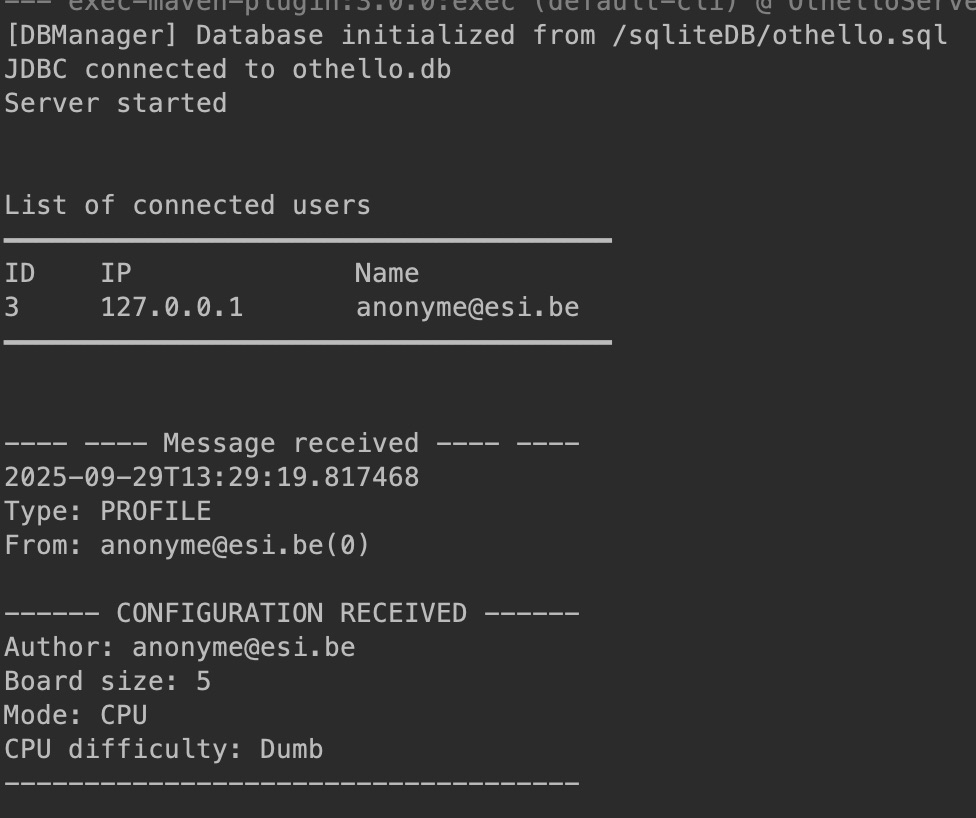 --- exec-maven-plugin:3.0.0:exec (default-cli) @ OthelloServe
[DBManager] Database initialized from /sqliteDB/othello.sql
JDBC connected to othello.db
Server started
List of connected users
ID IP Name
3 127.0.0.1 anonyme@esi.be
---- ---- Message received ---- ----
2025-09-29T13:29:19.817468
Type: PROFILE
From: anonyme@esi.be(0)
------ CONFIGURATION RECEIVED ------
Author: anonyme@esi.be
Board size: 5
Mode: CPU
CPU difficulty: Dumb
------------------------------------